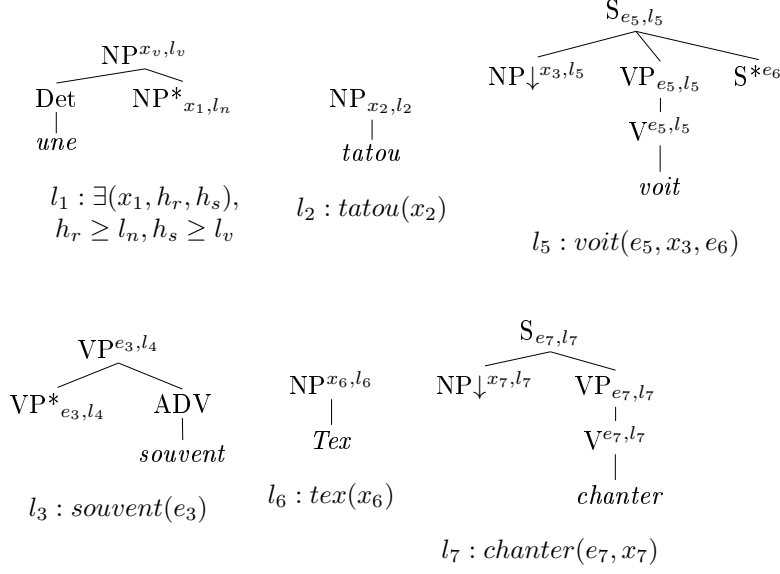 NP^{x_v,l_v}
Det NP*_{x_1,l_n}
une
l_1 : ∃(x_1, h_r, h_s),
h_r ≥ l_n, h_s ≥ l_v
NP_{x_2,l_2}
tatou
l_2 : tatou(x_2)
S_{e_5,l_5}
NP↓^{x_3,l_5} VP_{e_5,l_5} S*^{e_6}
V^{e_5,l_5}
voit
l_5 : voit(e_5, x_3, e_6)
VP^{e_3,l_4}
VP*_{e_3,l_4} ADV
souvent
l_3 : souvent(e_3)
NP^{x_6,l_6}
Tex
l_6 : tex(x_6)
S_{e_7,l_7}
NP↓^{x_7,l_7} VP_{e_7,l_7}
V^{e_7,l_7}
chanter
l_7 : chanter(e_7, x_7)